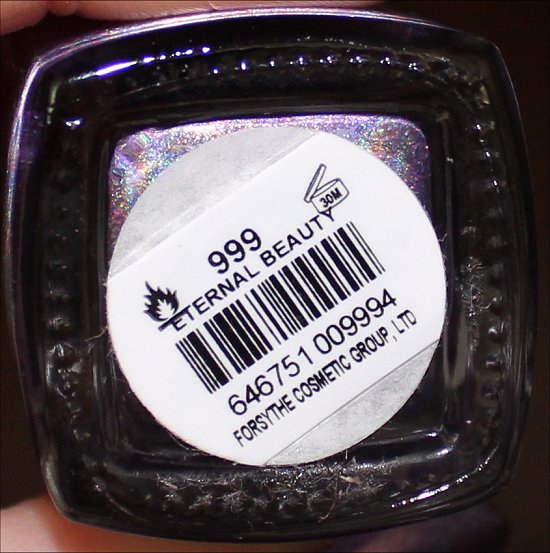 30M
999
ETERNAL BEAUTY
646751 009994
FORSYTHE COSMETIC GROUP, LTD